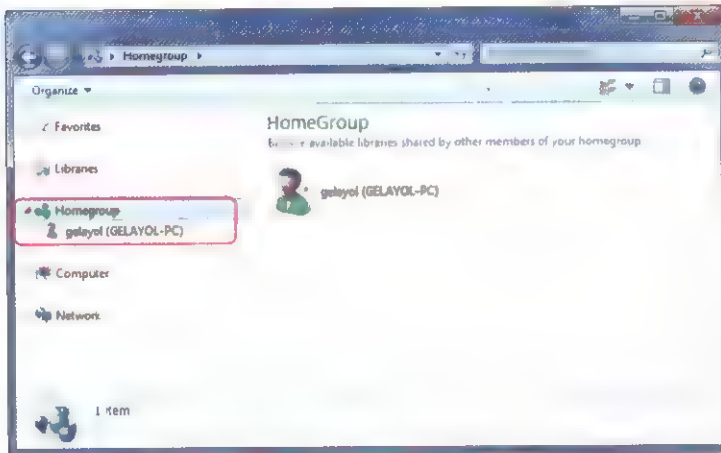 Homegroup
Organize
Favorites
HomeGroup
available libraries shared by other members of your homegroup
Libraries
gelayol (GELAYOL-PC)
Homegroup
gelayol (GELAYOL-PC)
Computer
Network
1 item